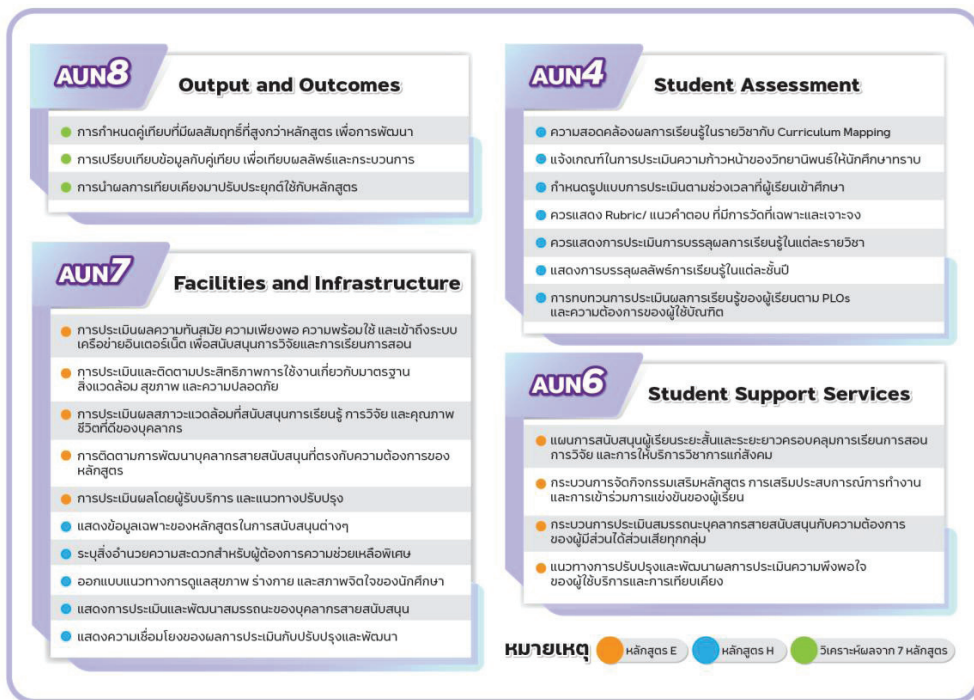 AUN8
Output and Outcomes
การกำหนดคู่เทียบที่มีผลสัมฤทธิ์ที่สูงกว่าหลักสูตร เพื่อการพัฒนา
การเปรียบเทียบข้อมูลกับคู่เทียบ เพื่อเทียบผลลัพธ์และกระบวนการ
การนำผลการเทียบเคียงมาปรับประยุกต์ใช้กับหลักสูตร
AUN7
Facilities and Infrastructure
การประเมินผลความทันสมัย ความเพียงพอ ความพร้อมใช้ และเข้าถึงระบบ
เครือข่ายอินเตอร์เน็ต เพื่อสนับสนุนการวิจัยและการเรียนการสอน
การประเมินและติดตามประสิทธิภาพการใช้งานเกี่ยวกับมาตรฐาน
สิ่งแวดล้อม สุขภาพ และความปลอดภัย
การประเมินผลสภาวะแวดล้อมที่สนับสนุนการเรียนรู้ การวิจัย และคุณภาพ
ชีวิตที่ดีของบุคลากร
การติดตามการพัฒนาบุคลากรสายสนับสนุนที่ตรงกับความต้องการของ
หลักสูตร
การประเมินผลโดยผู้รับบริการ และแนวทางปรับปรุง
แสดงข้อมูลเฉพาะของหลักสูตรในการสนับสนุนต่างๆ
ระบุสิ่งอำนวยความสะดวกสำหรับผู้ต้องการความช่วยเหลือพิเศษ
ออกแบบแนวทางการดูแลสุขภาพ ร่างกาย และสภาพจิตใจของนักศึกษา
แสดงการประเมินและพัฒนาสมรรถนะของบุคลากรสายสนับสนุน
แสดงความเชื่อมโยงของผลการประเมินกับปรับปรุงและพัฒนา
AUN4
Student Assessment
ความสอดคล้องผลการเรียนรู้ในรายวิชากับ Curriculum Mapping
แจ้งเกณฑ์ในการประเมินความก้าวหน้าของวิทยานิพนธ์ให้นักศึกษาทราบ
กำหนดรูปแบบการประเมินตามช่วงเวลาที่ผู้เรียนเข้าศึกษา
ควรแสดง Rubric/ แนวคำตอบ ที่มีการวัดที่เฉพาะและเจาะจง
ควรแสดงการประเมินการบรรลุผลการเรียนรู้ในแต่ละรายวิชา
แสดงการบรรลุผลลัพธ์การเรียนรู้ในแต่ละชั้นปี
การทบทวนการประเมินผลการเรียนรู้ของผู้เรียนตาม PLOs
และความต้องการของผู้ใช้บัณฑิต
AUN6
Student Support Services
แผนการสนับสนุนผู้เรียนระยะสั้นและระยะยาวครอบคลุมการเรียนการสอน
การวิจัย และการให้บริการวิชาการแก่สังคม
กระบวนการจัดกิจกรรมเสริมหลักสูตร การเสริมประสบการณ์การทำงาน
และการเข้าร่วมการแข่งขันของผู้เรียน
กระบวนการประเมินสมรรถนะบุคลากรสายสนับสนุนกับความต้องการ
ของผู้มีส่วนได้ส่วนเสียทุกกลุ่ม
แนวทางการปรับปรุงและพัฒนาผลการประเมินความพึงพอใจ
ของผู้ใช้บริการและการเทียบเคียง
หมายเหตุ หลักสูตร E หลักสูตร H วิเคราะห์ผลจาก 7 หลักสูตร